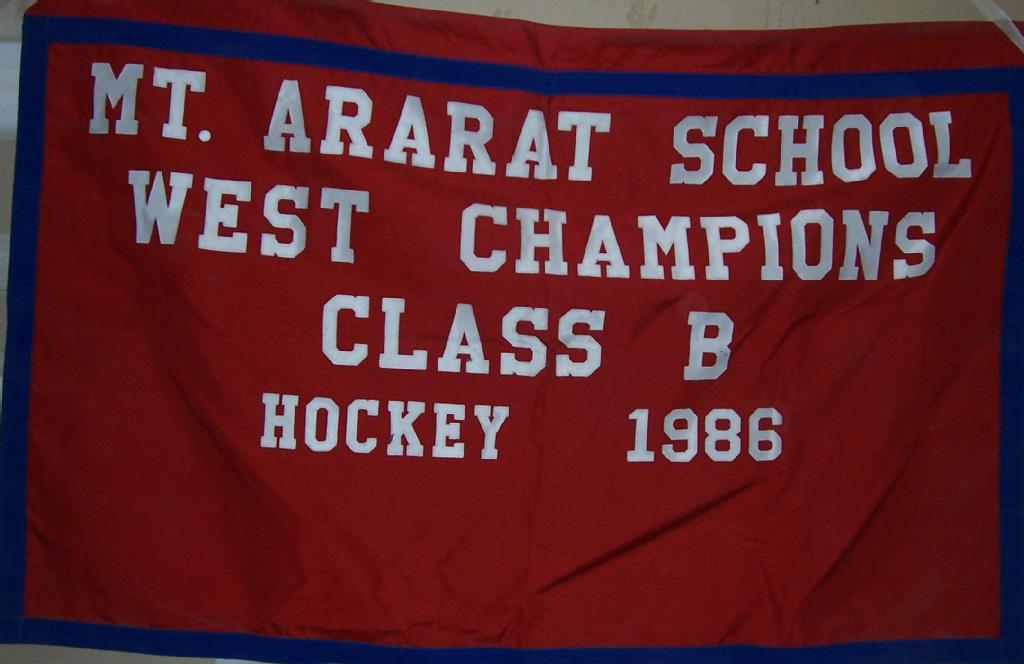 MT. ARARAT SCHOOL
WEST CHAMPIONS
CLASS B
HOCKEY 1986